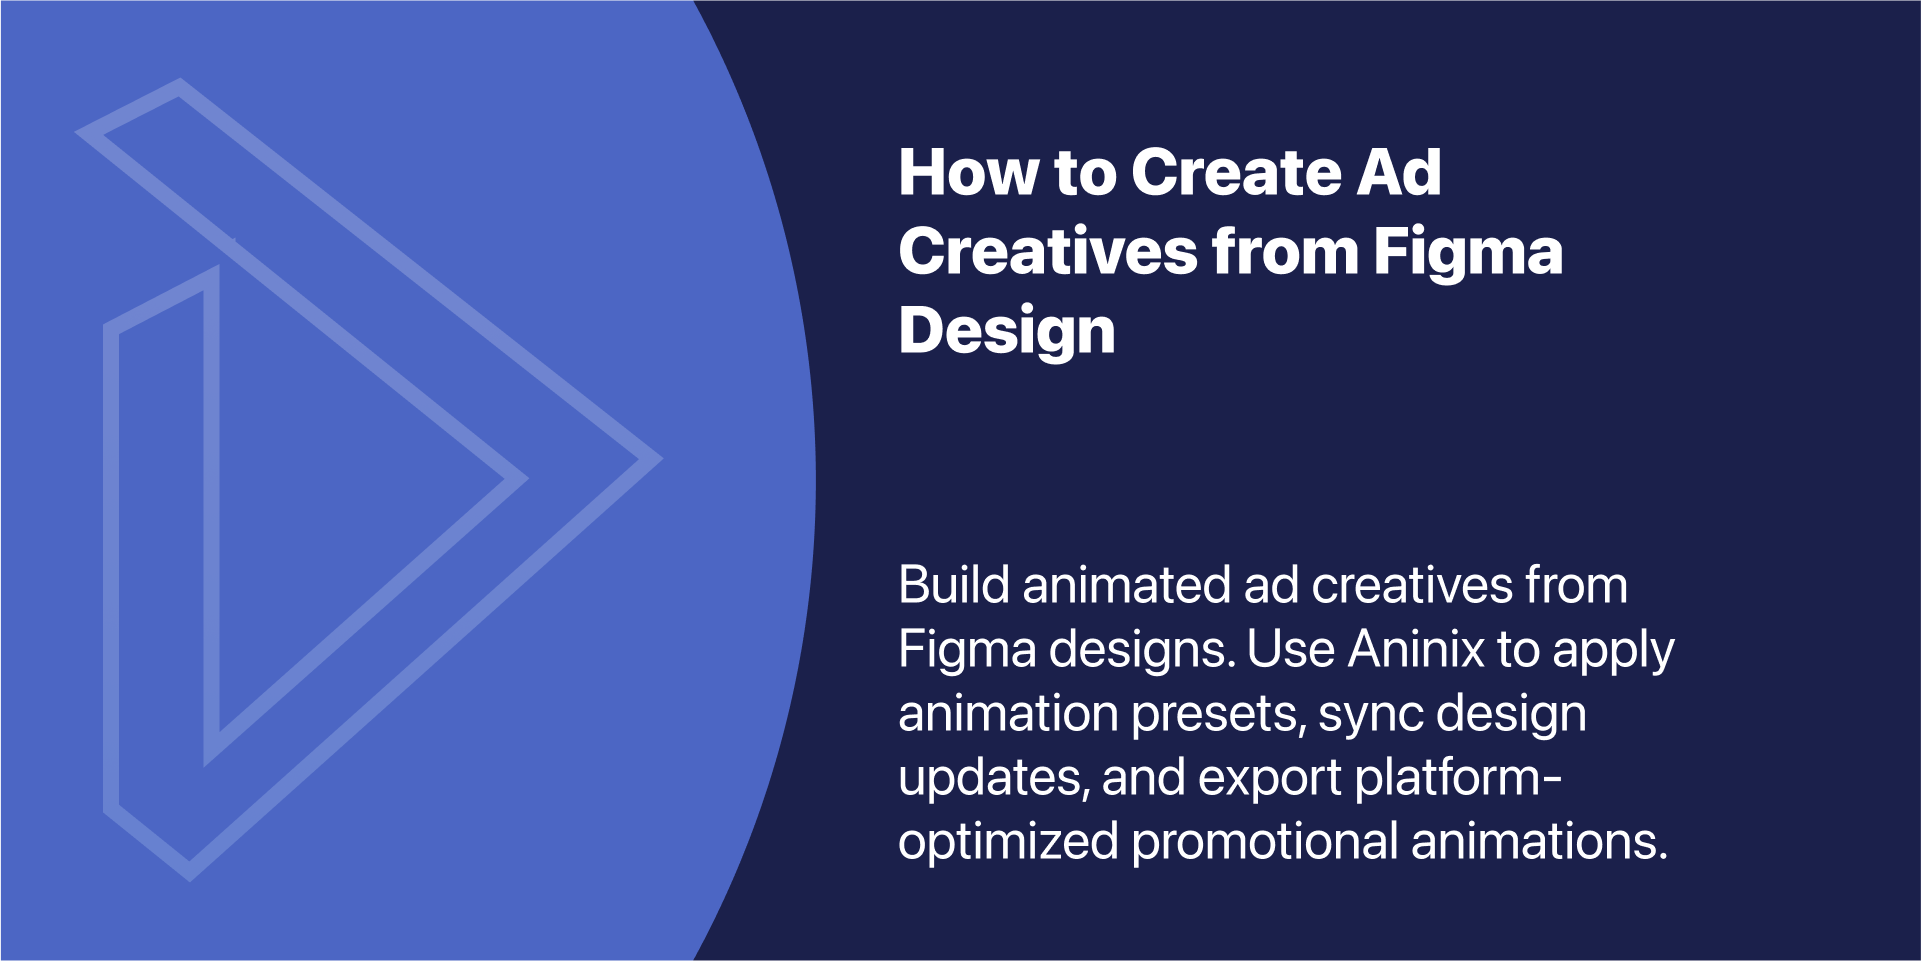 How to Create Ad
Creatives from Figma
Design
Build animated ad creatives from
Figma designs. Use Aninix to apply
animation presets, sync design
updates, and export platform-
optimized promotional animations.